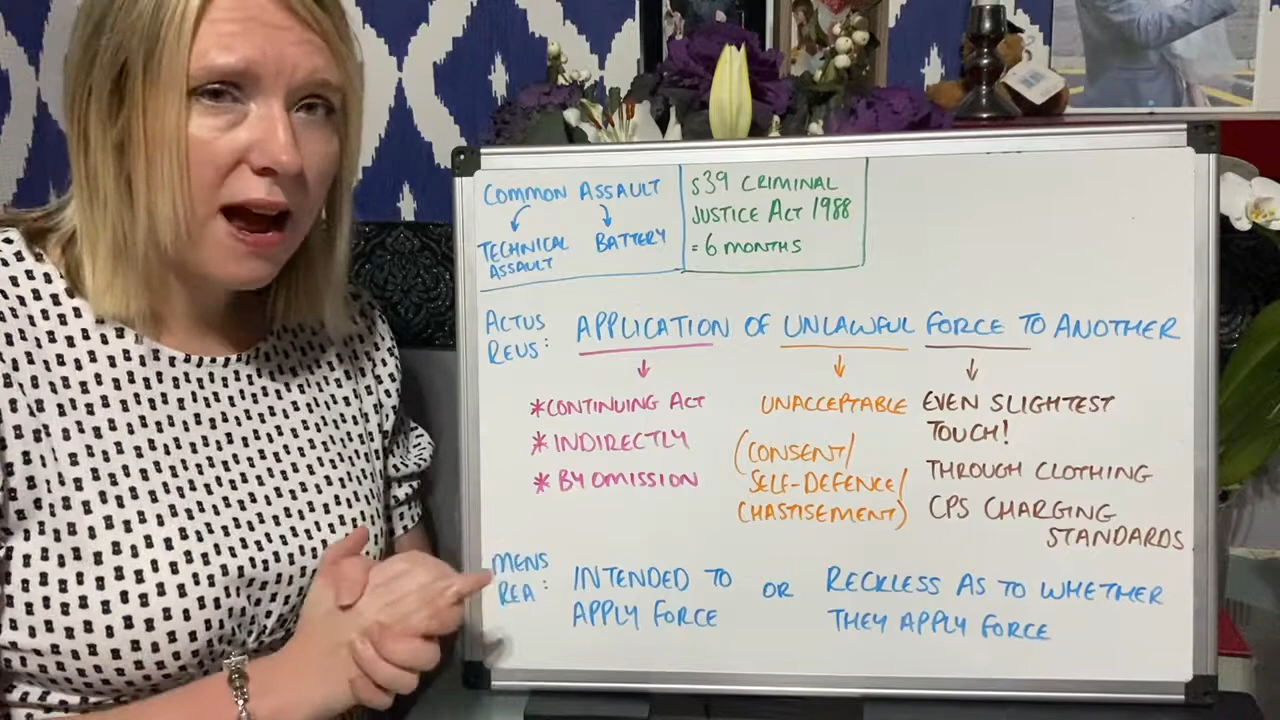 COMMON ASSAULT
TECHNICAL ASSAULT
BATTERY
S39 CRIMINAL
JUSTICE ACT 1988
= 6 MONTHS
ACTUS
REUS:
APPLICATION OF UNLAWFUL FORCE TO ANOTHER
*CONTINUING ACT
*INDIRECTLY
*BY OMISSION
UNACCEPTABLE
(CONSENT/
SELF-DEFENCE/
CHASTISEMENT)
EVEN SLIGHTEST
TOUCH!
THROUGH CLOTHING
CPS CHARGING
STANDARDS
MENS
REA:
INTENDED TO
APPLY FORCE
OR
RECKLESS AS TO WHETHER
THEY APPLY FORCE